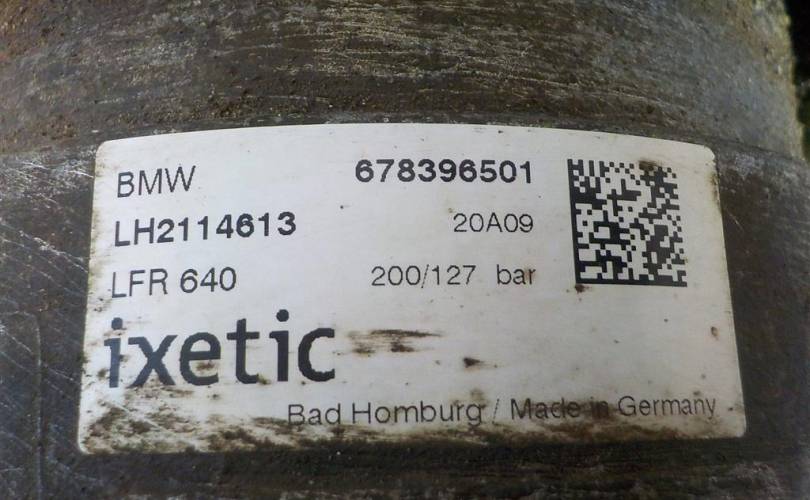 BMW 678396501
LH2114613 20A09
LFR 640 200/127 bar
ixetic
Bad Homburg / Made in Germany